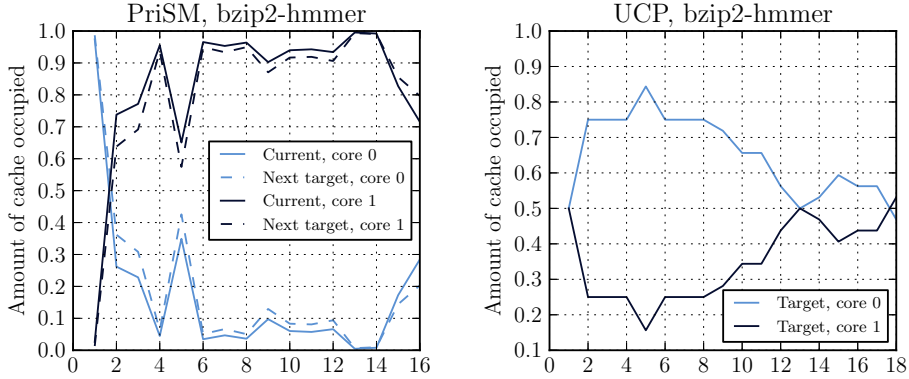 PriSM, bzip2-hmmer
Amount of cache occupied
1.0
0.9
0.8
0.7
0.6
0.5
0.4
0.3
0.2
0.1
0.0
0 2 4 6 8 10 12 14 16
Current, core 0
Next target, core 0
Current, core 1
Next target, core 1
UCP, bzip2-hmmer
Amount of cache occupied
1.0
0.9
0.8
0.7
0.6
0.5
0.4
0.3
0.2
0.1
0 2 4 6 8 10 12 14 16 18
Target, core 0
Target, core 1